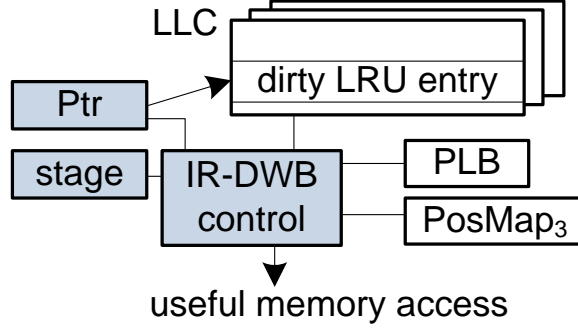 LLC
dirty LRU entry
Ptr
stage
IR-DWB
control
PLB
PosMap₃
useful memory access